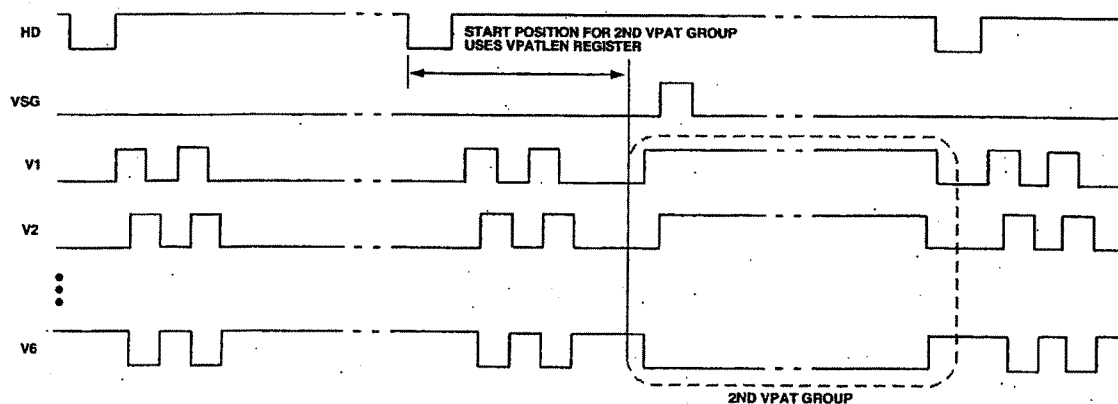 HD
START POSITION FOR 2ND VPAT GROUP
USES VPATLEN REGISTER
VSG
V1
V2
V6
2ND VPAT GROUP